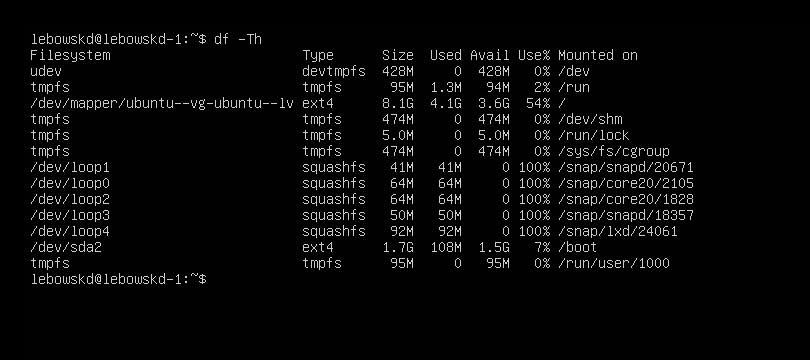 lebowskd@lebowskd-1:~$ df -Th
Filesystem Type Size Used Avail Use% Mounted on
udev devtmpfs 428M 0 428M 0% /dev
tmpfs tmpfs 95M 1.3M 94M 2% /run
/dev/mapper/ubuntu--vg-ubuntu--lv ext4 8.1G 4.1G 3.6G 54% /
tmpfs tmpfs 474M 0 474M 0% /dev/shm
tmpfs tmpfs 5.0M 0 5.0M 0% /run/lock
tmpfs tmpfs 474M 0 474M 0% /sys/fs/cgroup
/dev/loop1 squashfs 41M 41M 0 100% /snap/snapd/20671
/dev/loop0 squashfs 64M 64M 0 100% /snap/core20/2105
/dev/loop2 squashfs 64M 64M 0 100% /snap/core20/1828
/dev/loop3 squashfs 50M 50M 0 100% /snap/snapd/18357
/dev/loop4 squashfs 92M 92M 0 100% /snap/lxd/24061
/dev/sda2 ext4 1.7G 108M 1.5G 7% /boot
tmpfs tmpfs 95M 0 95M 0% /run/user/1000
lebowskd@lebowskd-1:~$